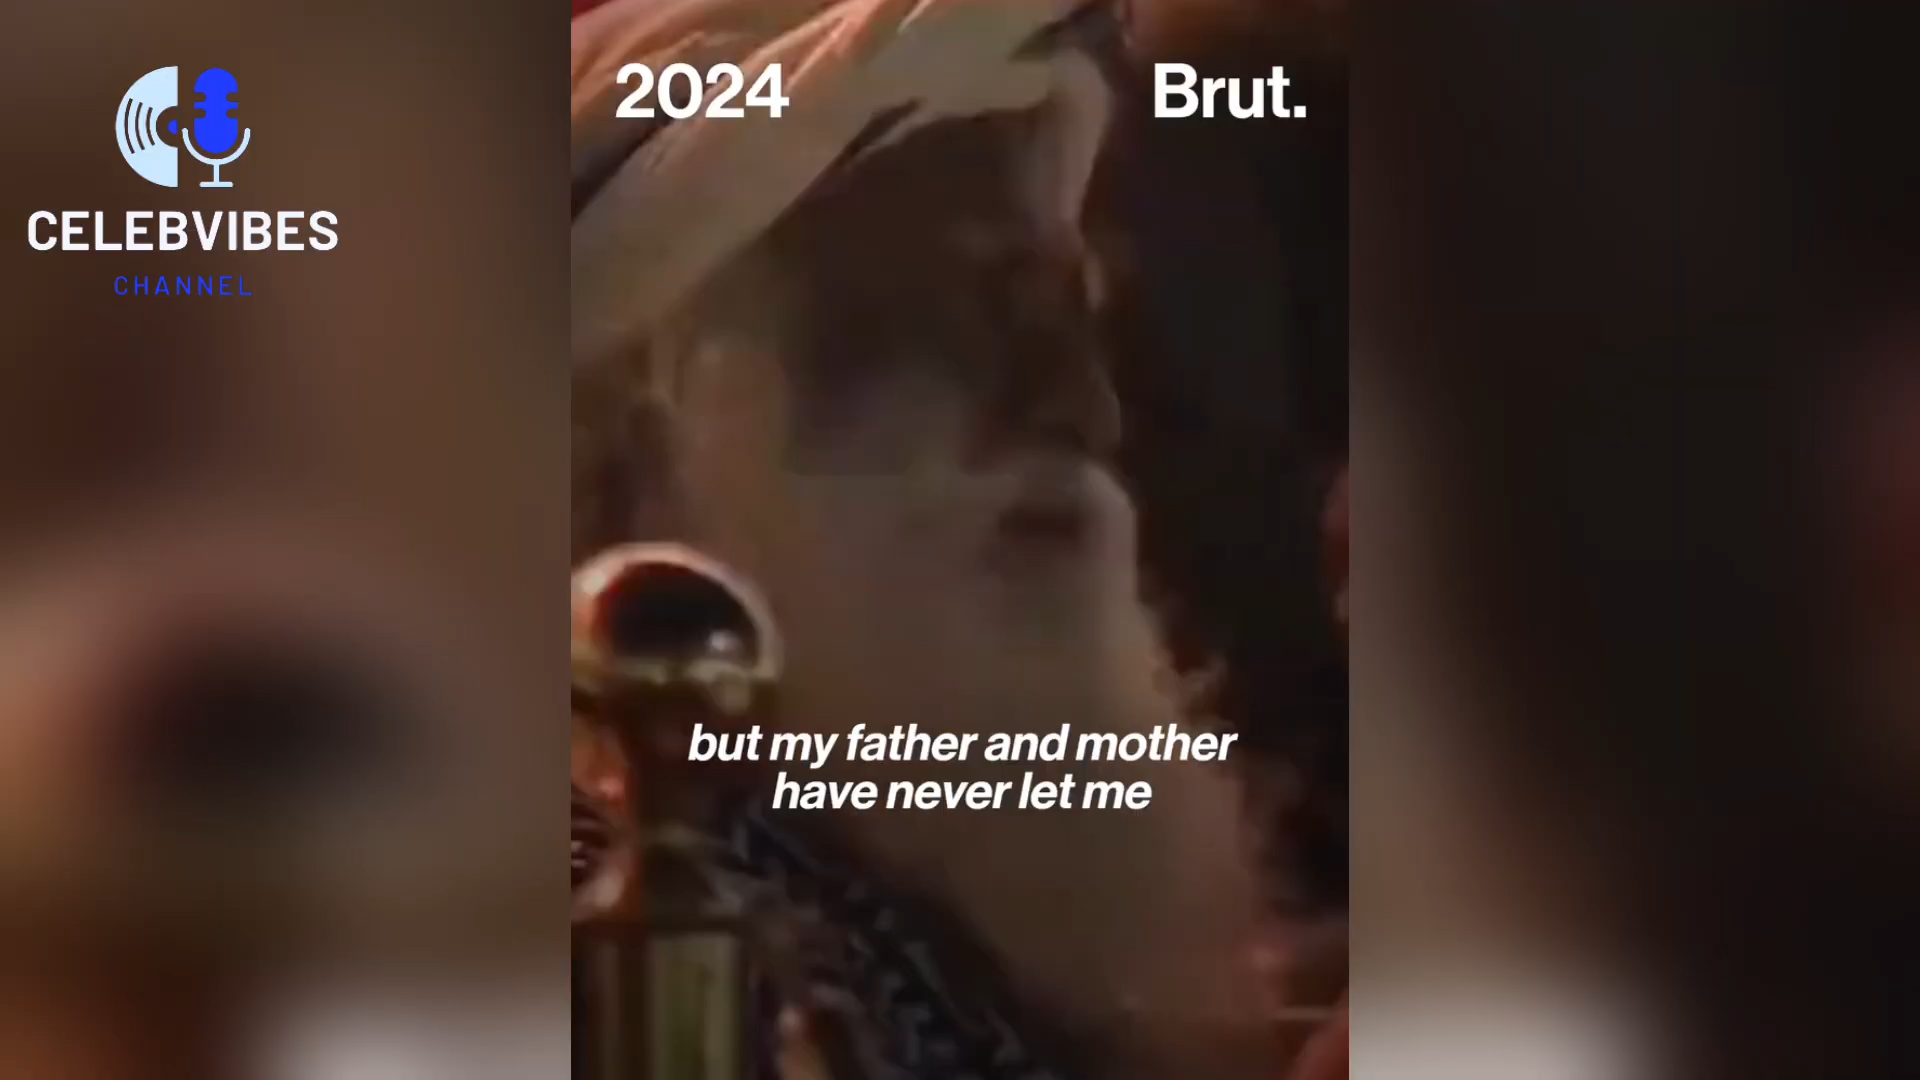 CELEBVIBES
CHANNEL
2024
Brut.
but my father and mother
have never let me